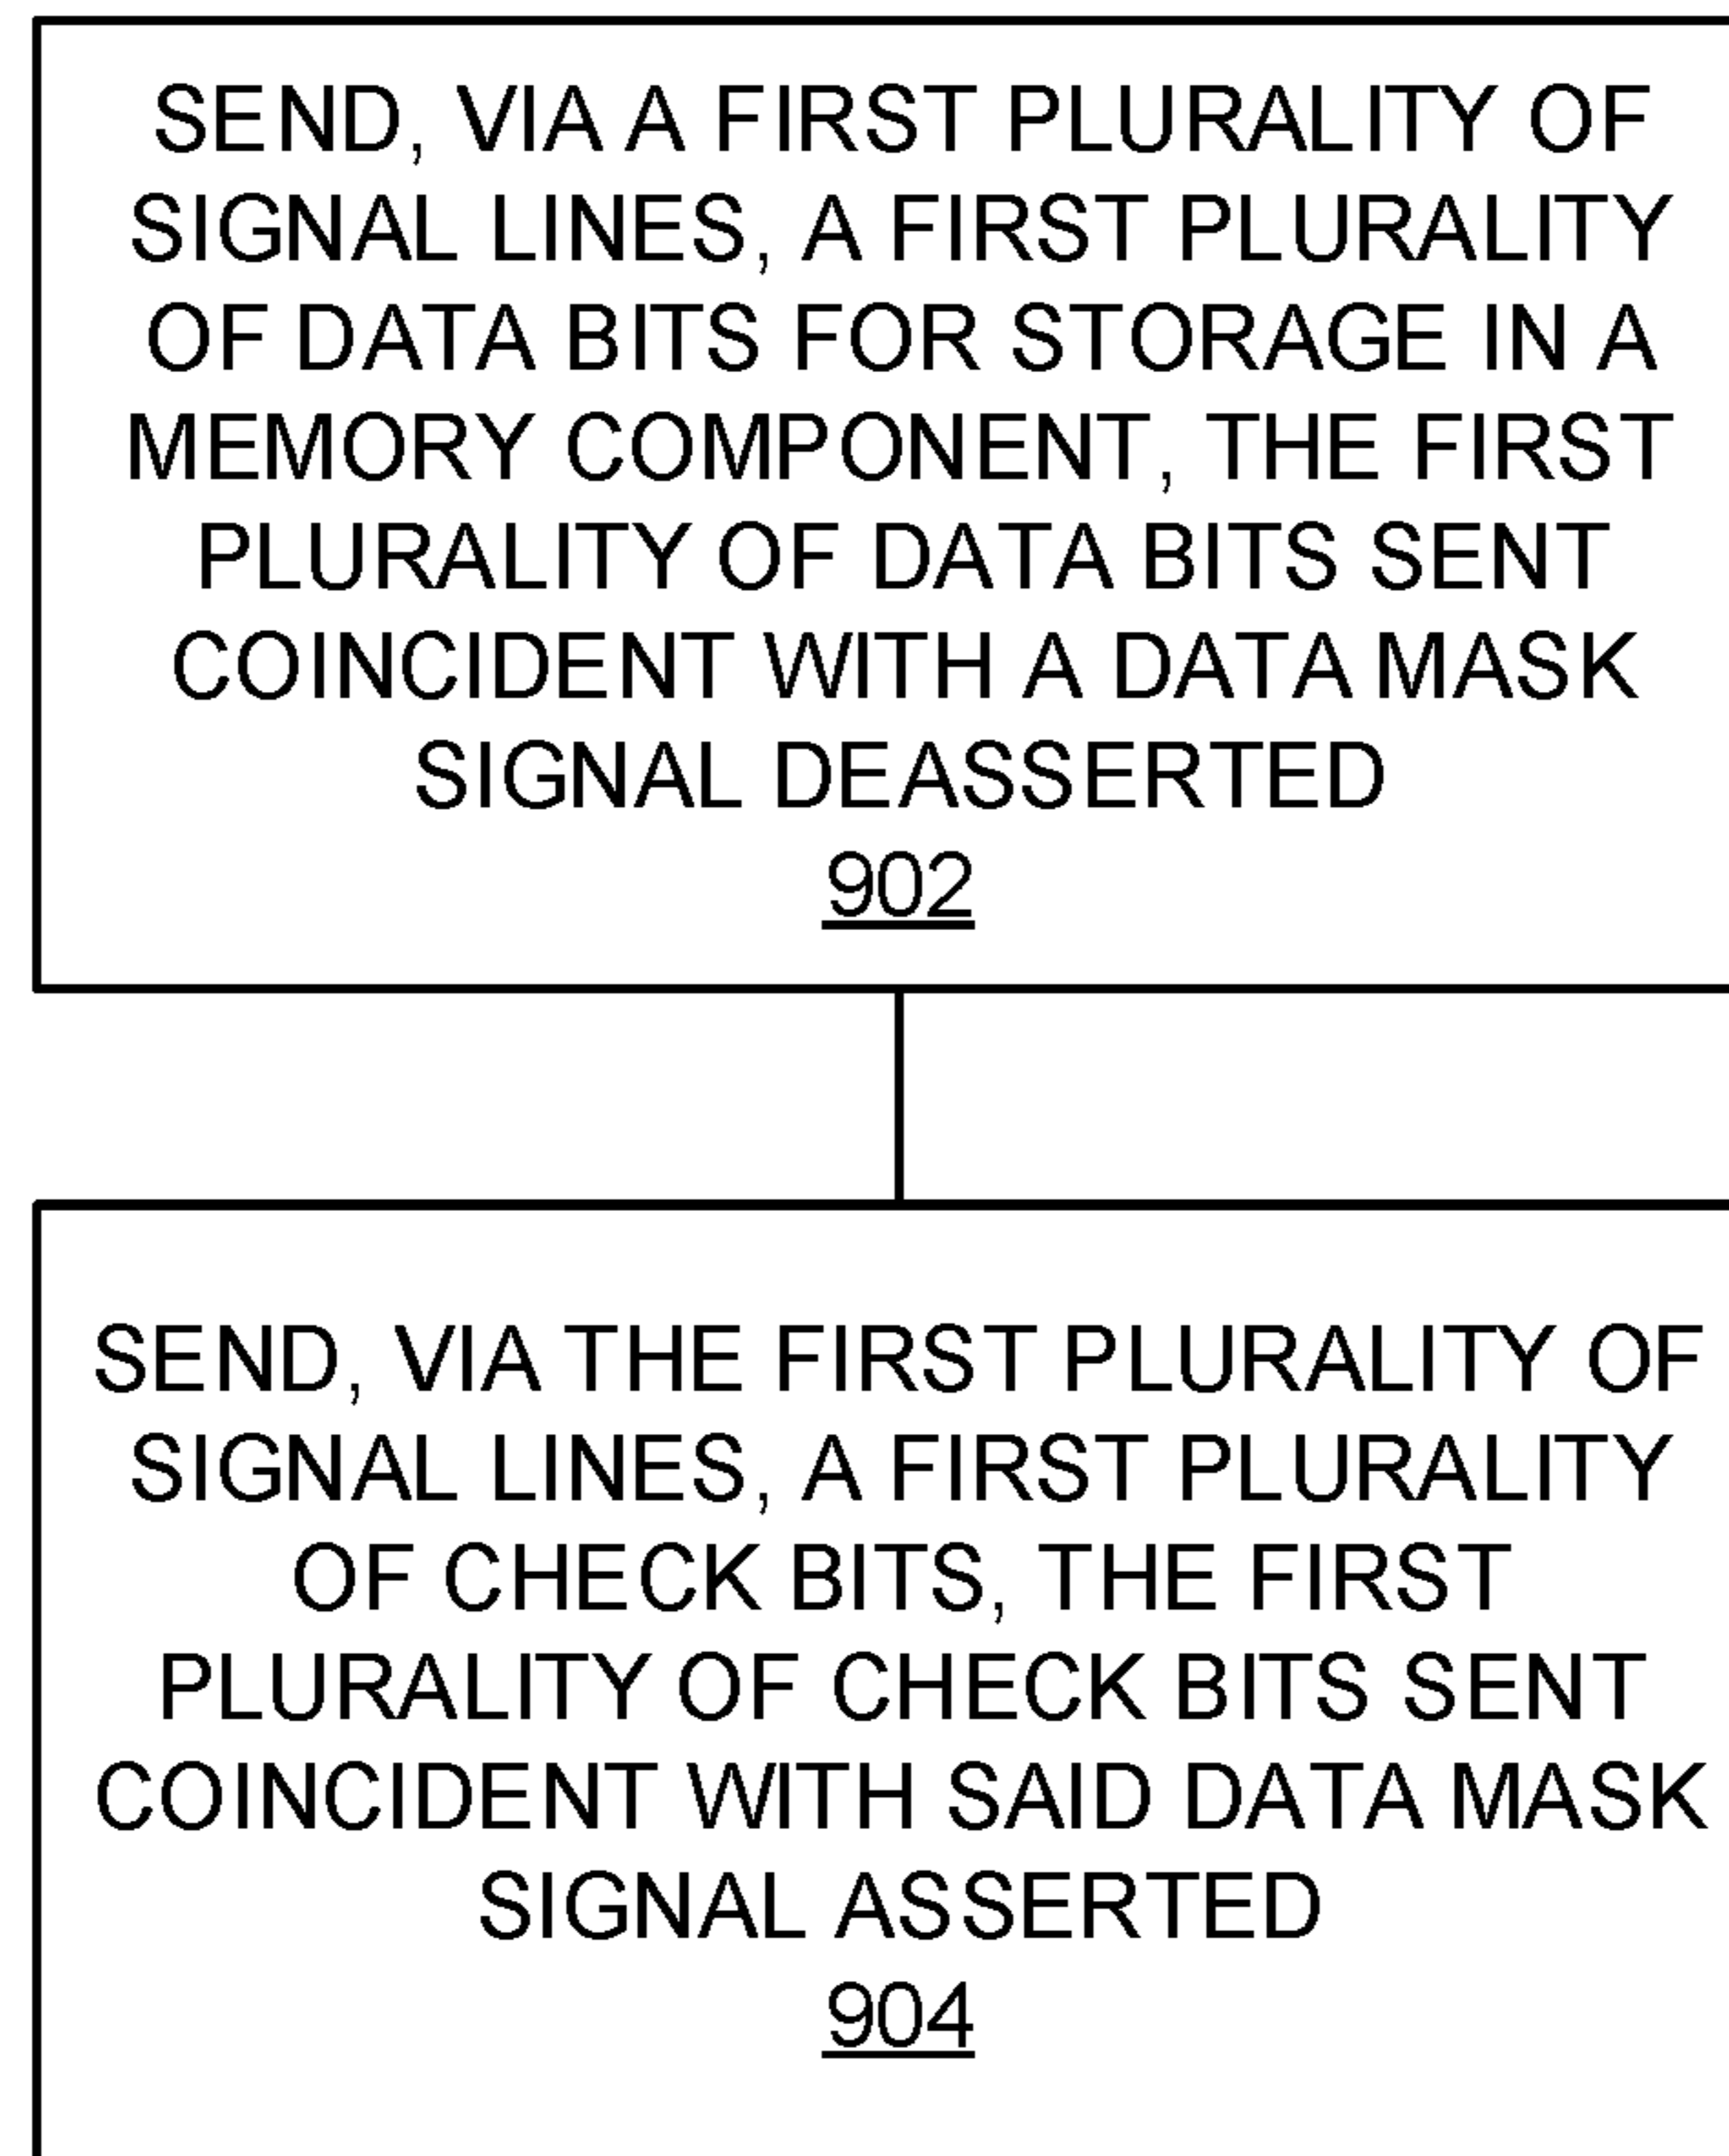 SEND, VIA A FIRST PLURALITY OF
SIGNAL LINES, A FIRST PLURALITY
OF DATA BITS FOR STORAGE IN A
MEMORY COMPONENT, THE FIRST
PLURALITY OF DATA BITS SENT
COINCIDENT WITH A DATA MASK
SIGNAL DEASSERTED
902
SEND, VIA THE FIRST PLURALITY OF
SIGNAL LINES, A FIRST PLURALITY
OF CHECK BITS, THE FIRST
PLURALITY OF CHECK BITS SENT
COINCIDENT WITH SAID DATA MASK
SIGNAL ASSERTED
904